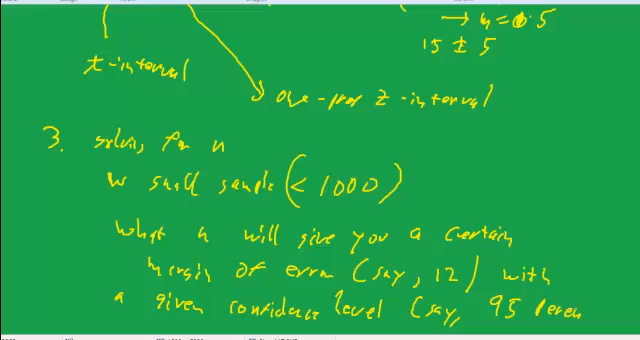 → n = 0.5
15 ± 5
t-interval
one-prop z-interval
3. solving for n
w small sample (< 1000)
what n will give you a certain
margin of error (say, 12) with
a given confidence level (say, 95